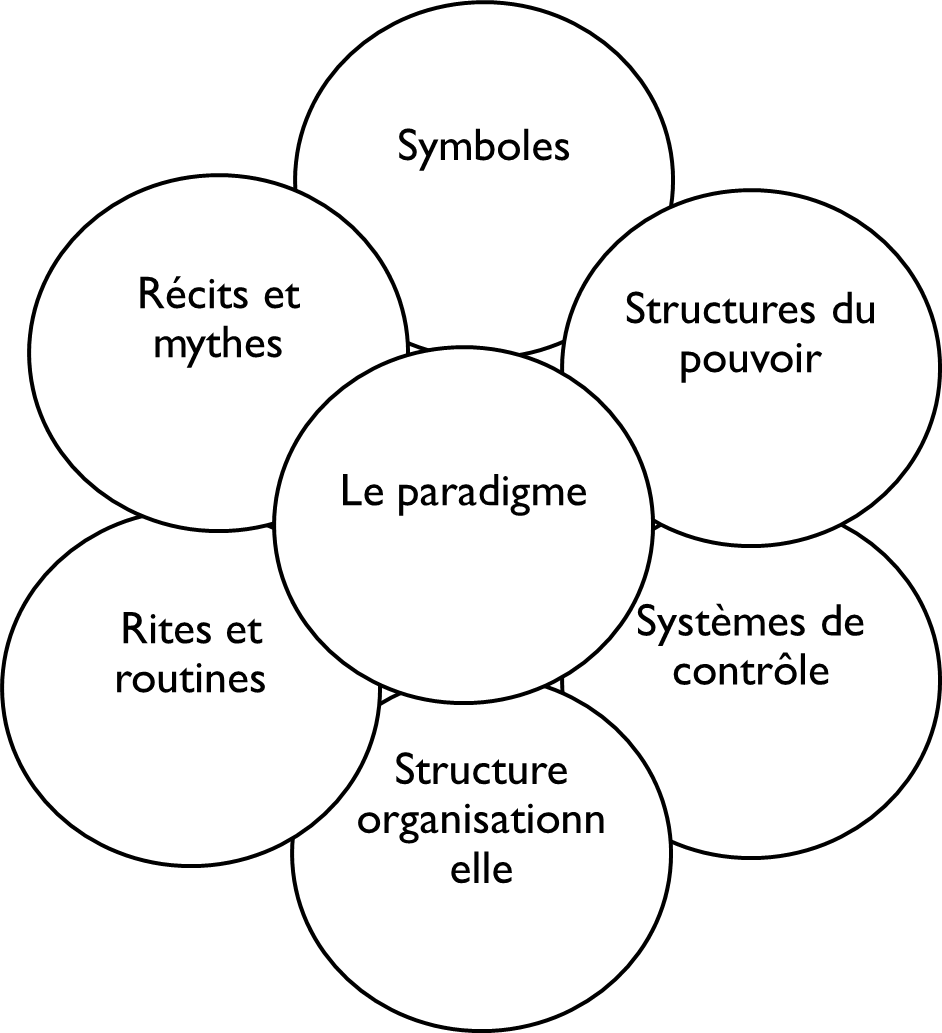 Symboles
Récits et
mythes
Structures du
pouvoir
Le paradigme
Rites et
routines
Systèmes de
contrôle
Structure
organisationn
elle